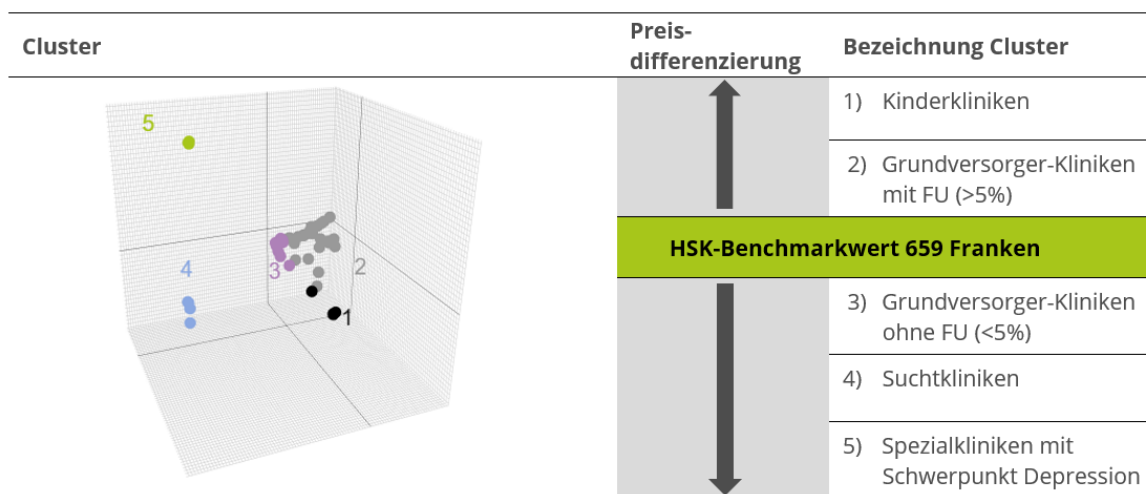 Cluster
Preis-
differenzierung
Bezeichnung Cluster
5
4
3
2
1
1) Kinderkliniken
2) Grundversorger-Kliniken
mit FU (>5%)
HSK-Benchmarkwert 659 Franken
3) Grundversorger-Kliniken
ohne FU (<5%)
4) Suchtkliniken
5) Spezialkliniken mit
Schwerpunkt Depression